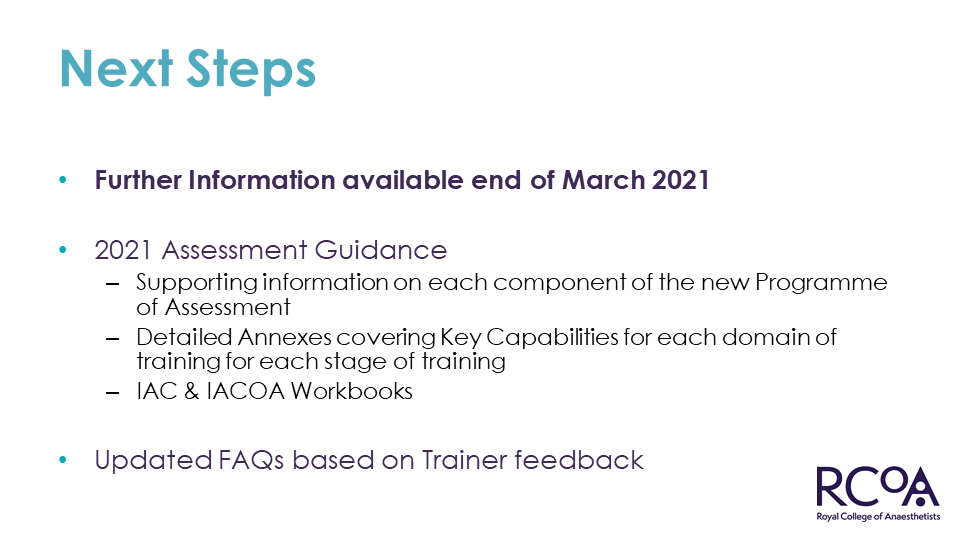 Next Steps
• Further Information available end of March 2021
• 2021 Assessment Guidance
– Supporting information on each component of the new Programme
of Assessment
– Detailed Annexes covering Key Capabilities for each domain of
training for each stage of training
– IAC & IACOA Workbooks
• Updated FAQs based on Trainer feedback
RCOA
Royal College of Anaesthetists